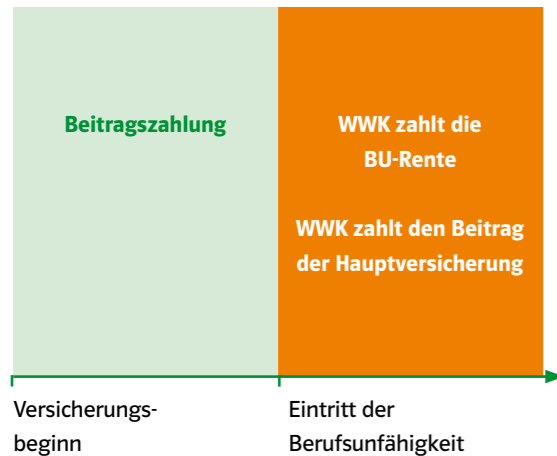 Beitragszahlung
WWK zahlt die
BU-Rente
WWK zahlt den Beitrag
der Hauptversicherung
Versicherungs-
beginn
Eintritt der
Berufsunfähigkeit